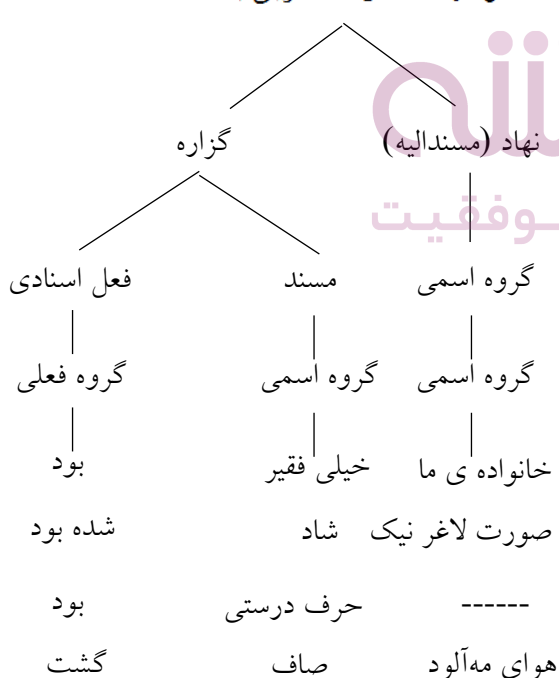 نهاد (مسندالیه) گزاره
وفقیت
گروه اسمی مسند فعل اسنادی
گروه اسمی گروه اسمی گروه فعلی
خانواده ی ما خیلی فقیر بود
صورت لاغر نیک شاد شده بود
------ حرف درستی بود
هوای مه‌آلود صاف گشت